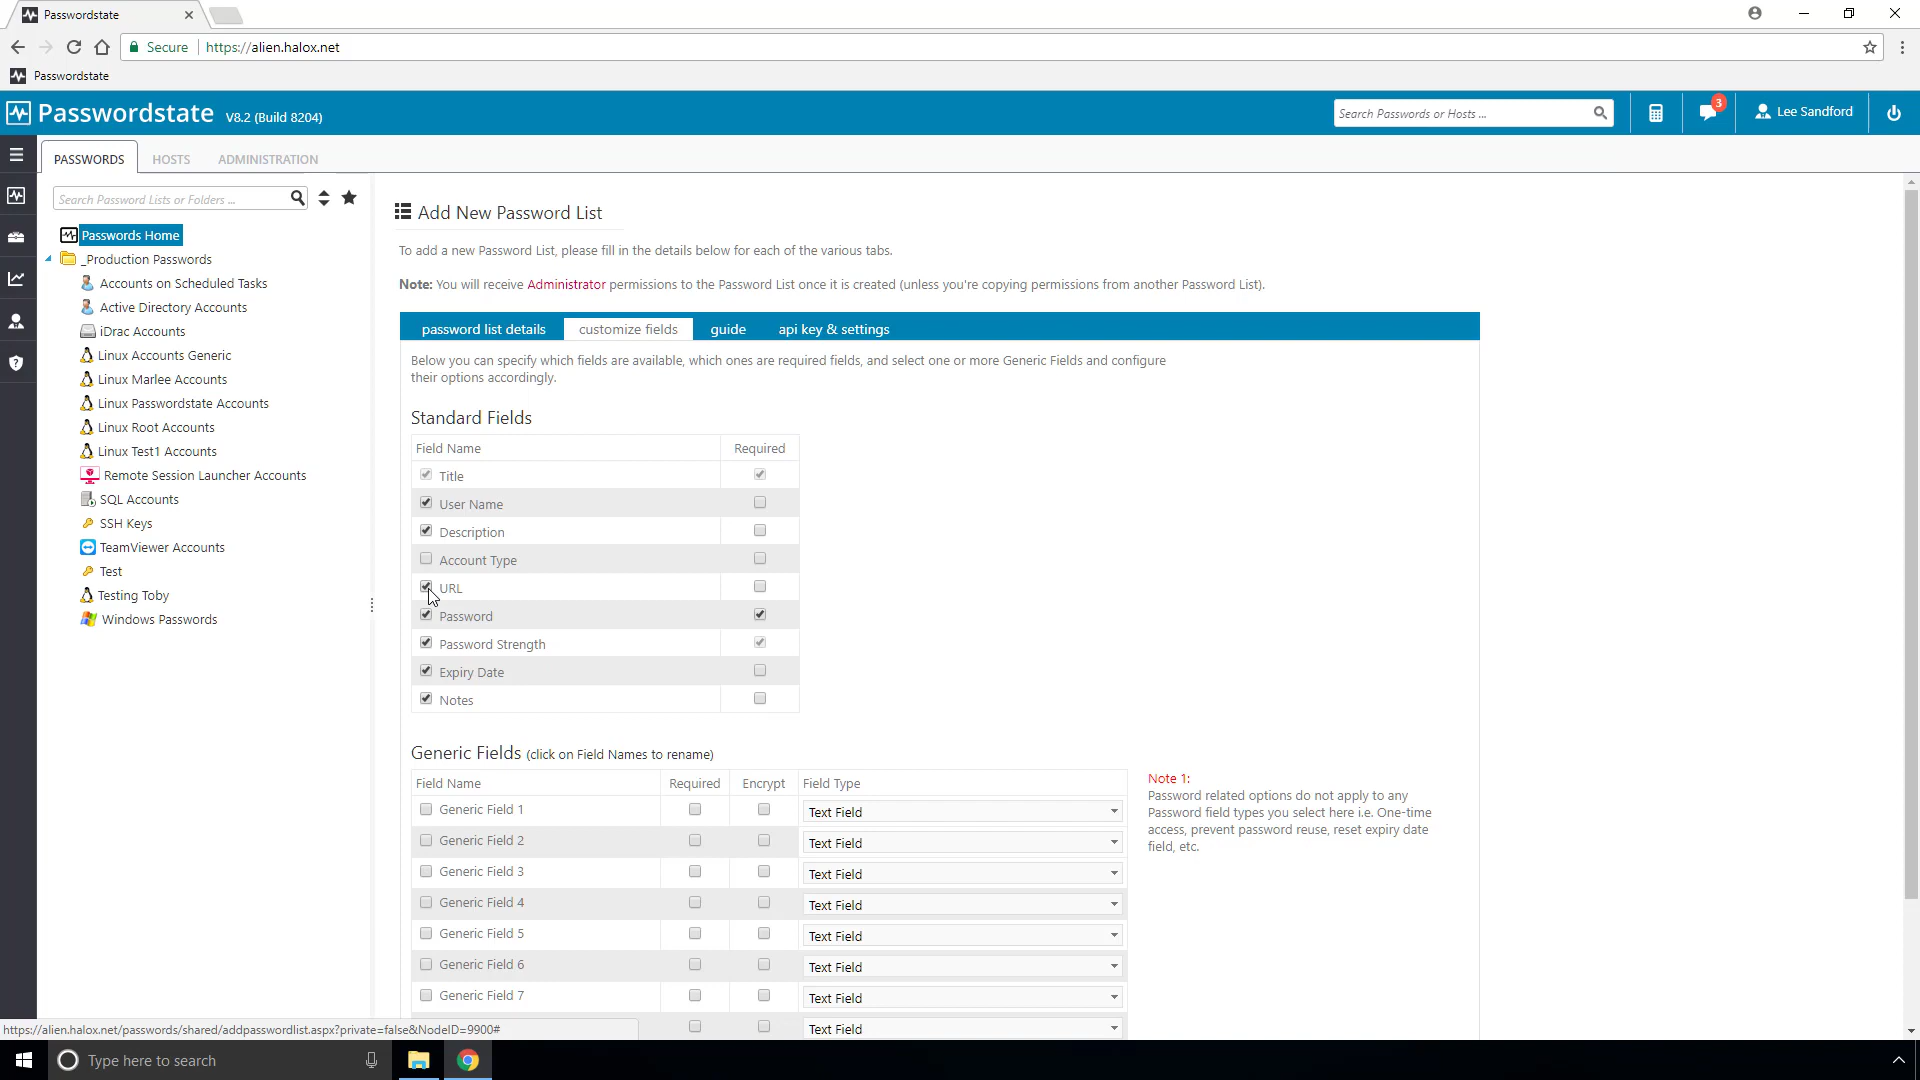 Passwordstate
Secure
https://alien.halox.net
Passwordstate
Passwordstate V8.2 (Build 8204)
Search Passwords or Hosts ...
3
Lee Sandford
PASSWORDS
HOSTS
ADMINISTRATION
Search Password Lists or Folders ...
Passwords Home
_Production Passwords
Accounts on Scheduled Tasks
Active Directory Accounts
iDrac Accounts
Linux Accounts Generic
Linux Marlee Accounts
Linux Passwordstate Accounts
Linux Root Accounts
Linux Test1 Accounts
Remote Session Launcher Accounts
SQL Accounts
SSH Keys
TeamViewer Accounts
Test
Testing Toby
Windows Passwords
Add New Password List
To add a new Password List, please fill in the details below for each of the various tabs.
Note: You will receive Administrator permissions to the Password List once it is created (unless you're copying permissions from another Password List).
password list details
customize fields
guide
api key & settings
Below you can specify which fields are available, which ones are required fields, and select one or more Generic Fields and configure
their options accordingly.
Standard Fields
Field Name Required
Title
User Name
Description
Account Type
URL
Password
Password Strength
Expiry Date
Notes
Generic Fields (click on Field Names to rename)
Field Name Required Encrypt Field Type
Generic Field 1 Text Field
Generic Field 2 Text Field
Generic Field 3 Text Field
Generic Field 4 Text Field
Generic Field 5 Text Field
Generic Field 6 Text Field
Generic Field 7 Text Field
Text Field
Note 1:
Password related options do not apply to any
Password field types you select here i.e. One-time
access, prevent password reuse, reset expiry date
field, etc.
https://alien.halox.net/passwords/shared/addpasswordlist.aspx?private=false&NodeID=9900#
Type here to search